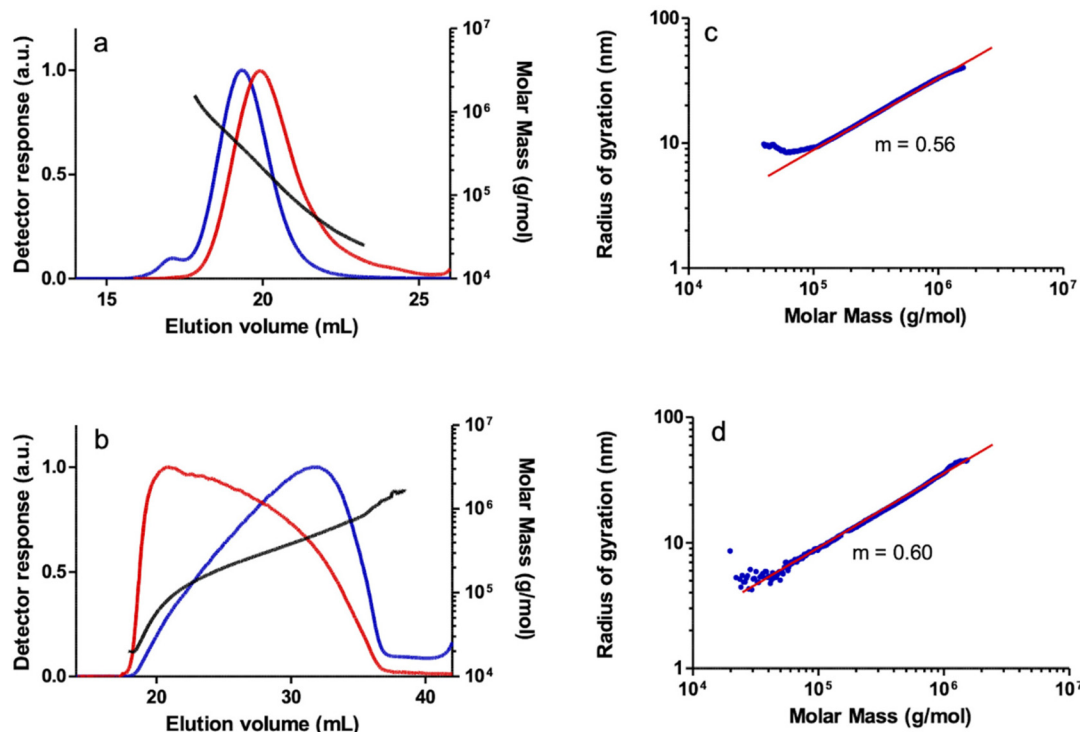 a
Detector response (a.u.)
1.0
0.5
0.0
15
20
25
Elution volume (mL)
10⁷
10⁶
10⁵
10⁴
Molar Mass (g/mol)
c
Radius of gyration (nm)
100
10
1
m = 0.56
10⁴
10⁵
10⁶
10⁷
Molar Mass (g/mol)
b
Detector response (a.u.)
1.0
0.5
0.0
20
30
40
Elution volume (mL)
10⁷
10⁶
10⁵
10⁴
Molar Mass (g/mol)
d
Radius of gyration (nm)
100
10
1
m = 0.60
10⁴
10⁵
10⁶
10⁷
Molar Mass (g/mol)